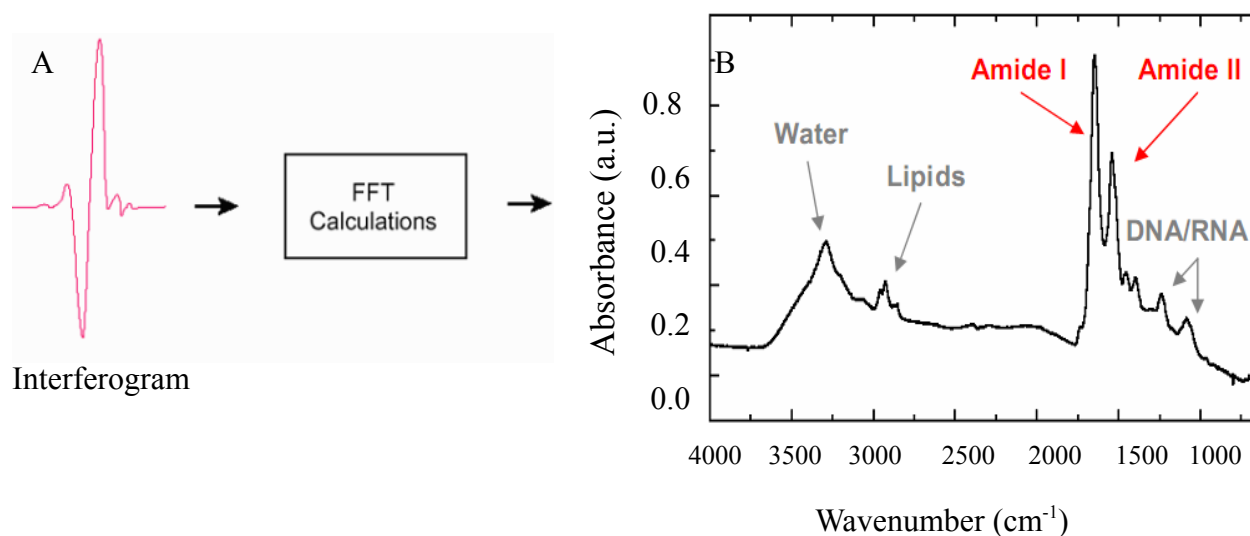 A
FFT
Calculations
Interferogram
B
Amide I
Amide II
Water
Lipids
DNA/RNA
Absorbance (a.u.)
0.8
0.6
0.4
0.2
0.0
4000 3500 3000 2500 2000 1500 1000
Wavenumber (cm⁻¹)